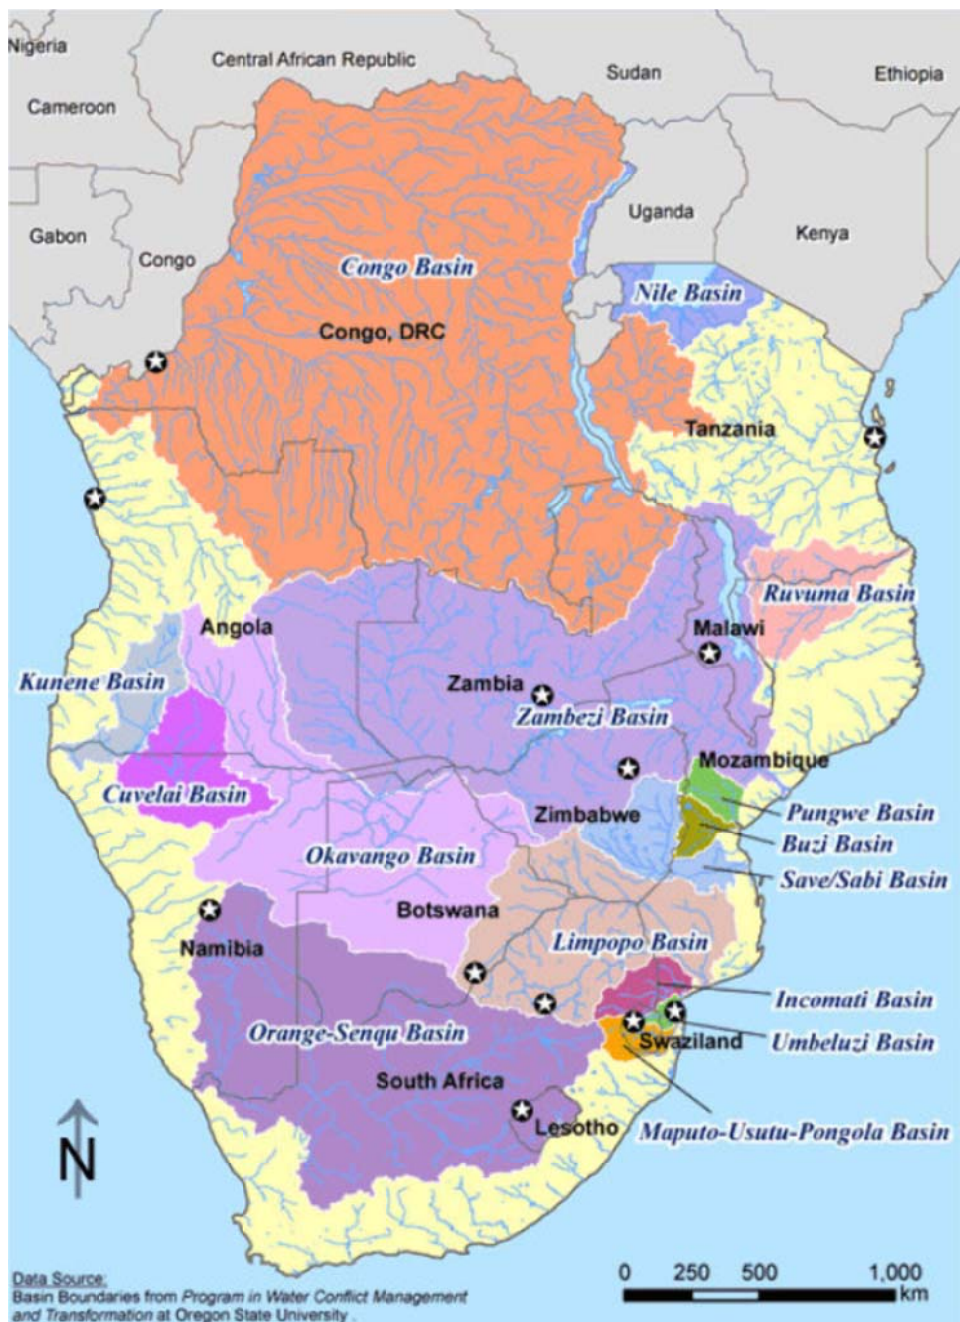 Nigeria
Central African Republic
Sudan
Ethiopia
Cameroon
Uganda
Gabon
Kenya
Congo
Congo Basin
Nile Basin
Congo, DRC
Tanzania
Ruvuma Basin
Angola
Malawi
Kunene Basin
Zambia
Zambezi Basin
Mozambique
Cuvelai Basin
Zimbabwe
Pungwe Basin
Buzi Basin
Okavango Basin
Save/Sabi Basin
Botswana
Namibia
Limpopo Basin
Incomati Basin
Orange-Senqu Basin
Swaziland
Umbeluzi Basin
South Africa
Lesotho
Maputo-Usutu-Pongola Basin
N
Data Source:
Basin Boundaries from Program in Water Conflict Management
and Transformation at Oregon State University .
0 250 500 1,000
km